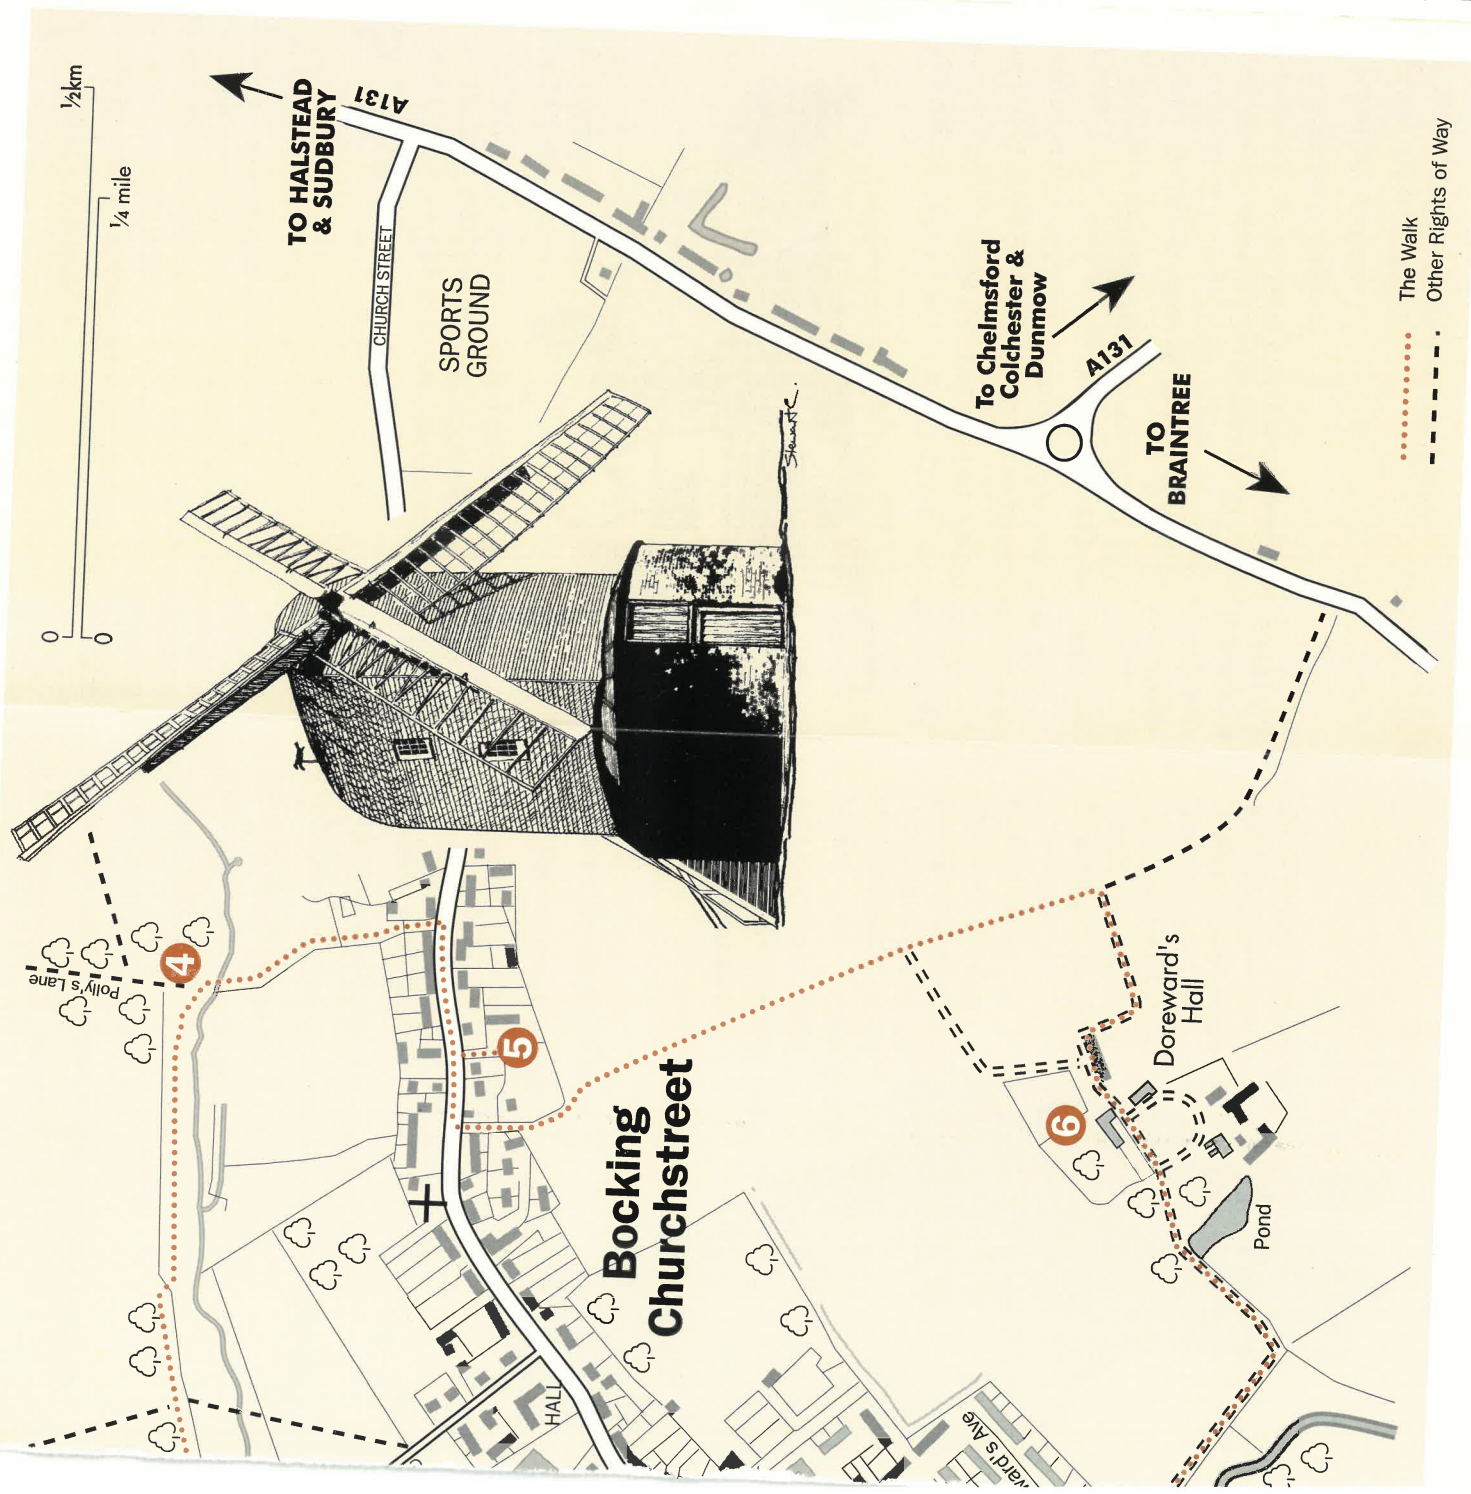 ½km
¼ mile
0
0
TO HALSTEAD
& SUDBURY
A131
CHURCH STREET
SPORTS
GROUND
To Chelmsford
Colchester &
Dunmow
A131
TO
BRAINTREE
The Walk
Other Rights of Way
Stewart.
Polly's Lane
4
5
6
Bocking
Churchstreet
Doreward's
Hall
Pond
HALL
ward's Ave